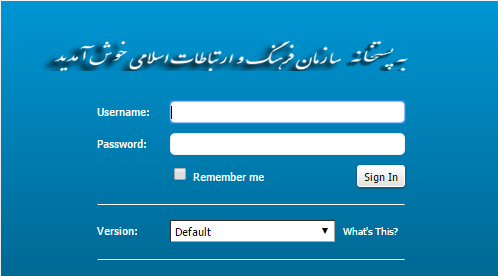 به پستخانه سازمان فرهنگ و ارتباطات اسلامی خوش آمدید
Username:
Password:
Remember me
Sign In
Version:
Default
What's This?